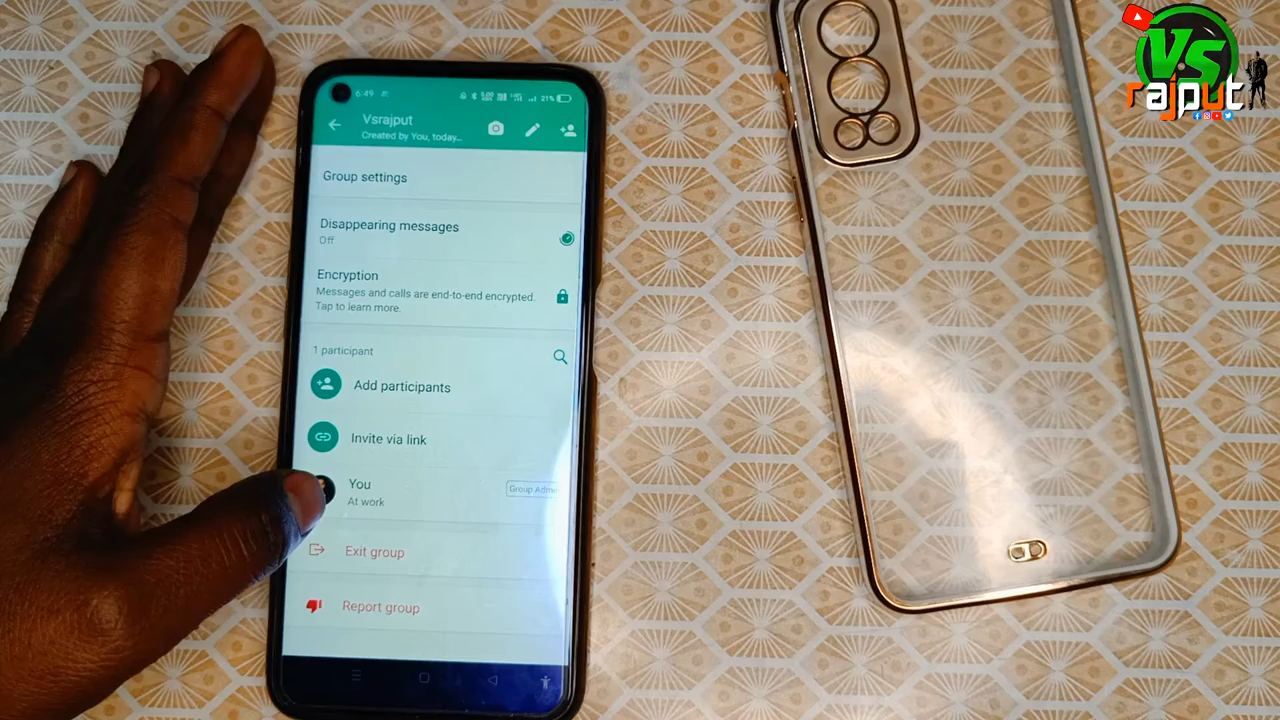 6:49
21%
Vsrajput
Created by You, today...
Group settings
Disappearing messages
Off
Encryption
Messages and calls are end-to-end encrypted.
Tap to learn more.
1 participant
Add participants
Invite via link
You
Group Admin
At work
Exit group
Report group
Vs
rajput